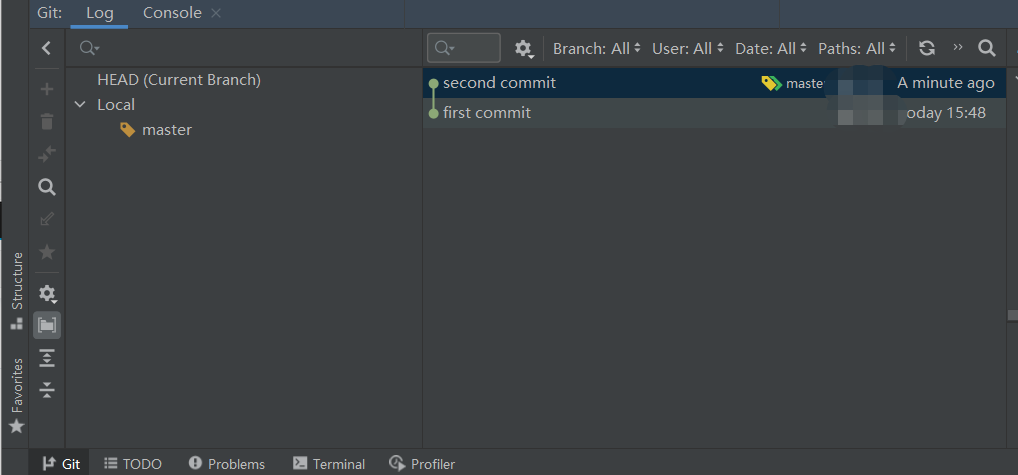 Git: Log Console
Branch: All User: All Date: All Paths: All
HEAD (Current Branch)
Local
master
second commit master A minute ago
first commit oday 15:48
Structure
Favorites
Git TODO Problems Terminal Profiler